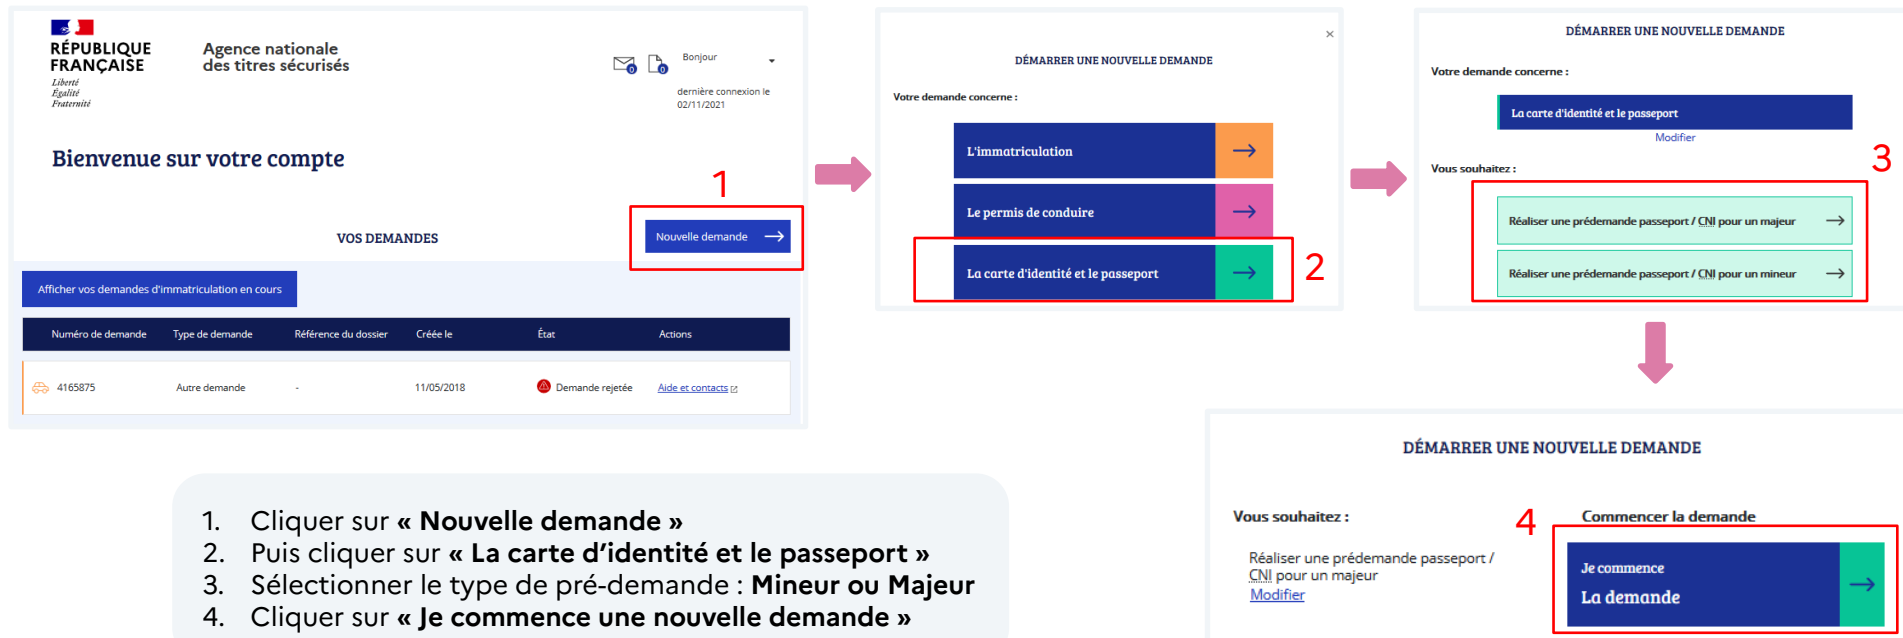 RÉPUBLIQUE
FRANÇAISE
Liberté
Égalité
Fraternité
Agence nationale
des titres sécurisés
0
0
Bonjour
dernière connexion le
02/11/2021
Bienvenue sur votre compte
1
VOS DEMANDES
Nouvelle demande
Afficher vos demandes d'immatriculation en cours
Numéro de demande Type de demande Référence du dossier Créée le État Actions
4165875 Autre demande - 11/05/2018 Demande rejetée Aide et contacts
×
DÉMARRER UNE NOUVELLE DEMANDE
Votre demande concerne :
L'immatriculation
Le permis de conduire
La carte d'identité et le passeport
2
DÉMARRER UNE NOUVELLE DEMANDE
Votre demande concerne :
La carte d'identité et le passeport
Modifier
3
Vous souhaitez :
Réaliser une prédemande passeport / CNI pour un majeur
Réaliser une prédemande passeport / CNI pour un mineur
DÉMARRER UNE NOUVELLE DEMANDE
Vous souhaitez :
Réaliser une prédemande passeport /
CNI pour un majeur
Modifier
4
Commencer la demande
Je commence
La demande
1. Cliquer sur « Nouvelle demande »
2. Puis cliquer sur « La carte d’identité et le passeport »
3. Sélectionner le type de pré-demande : Mineur ou Majeur
4. Cliquer sur « Je commence une nouvelle demande »